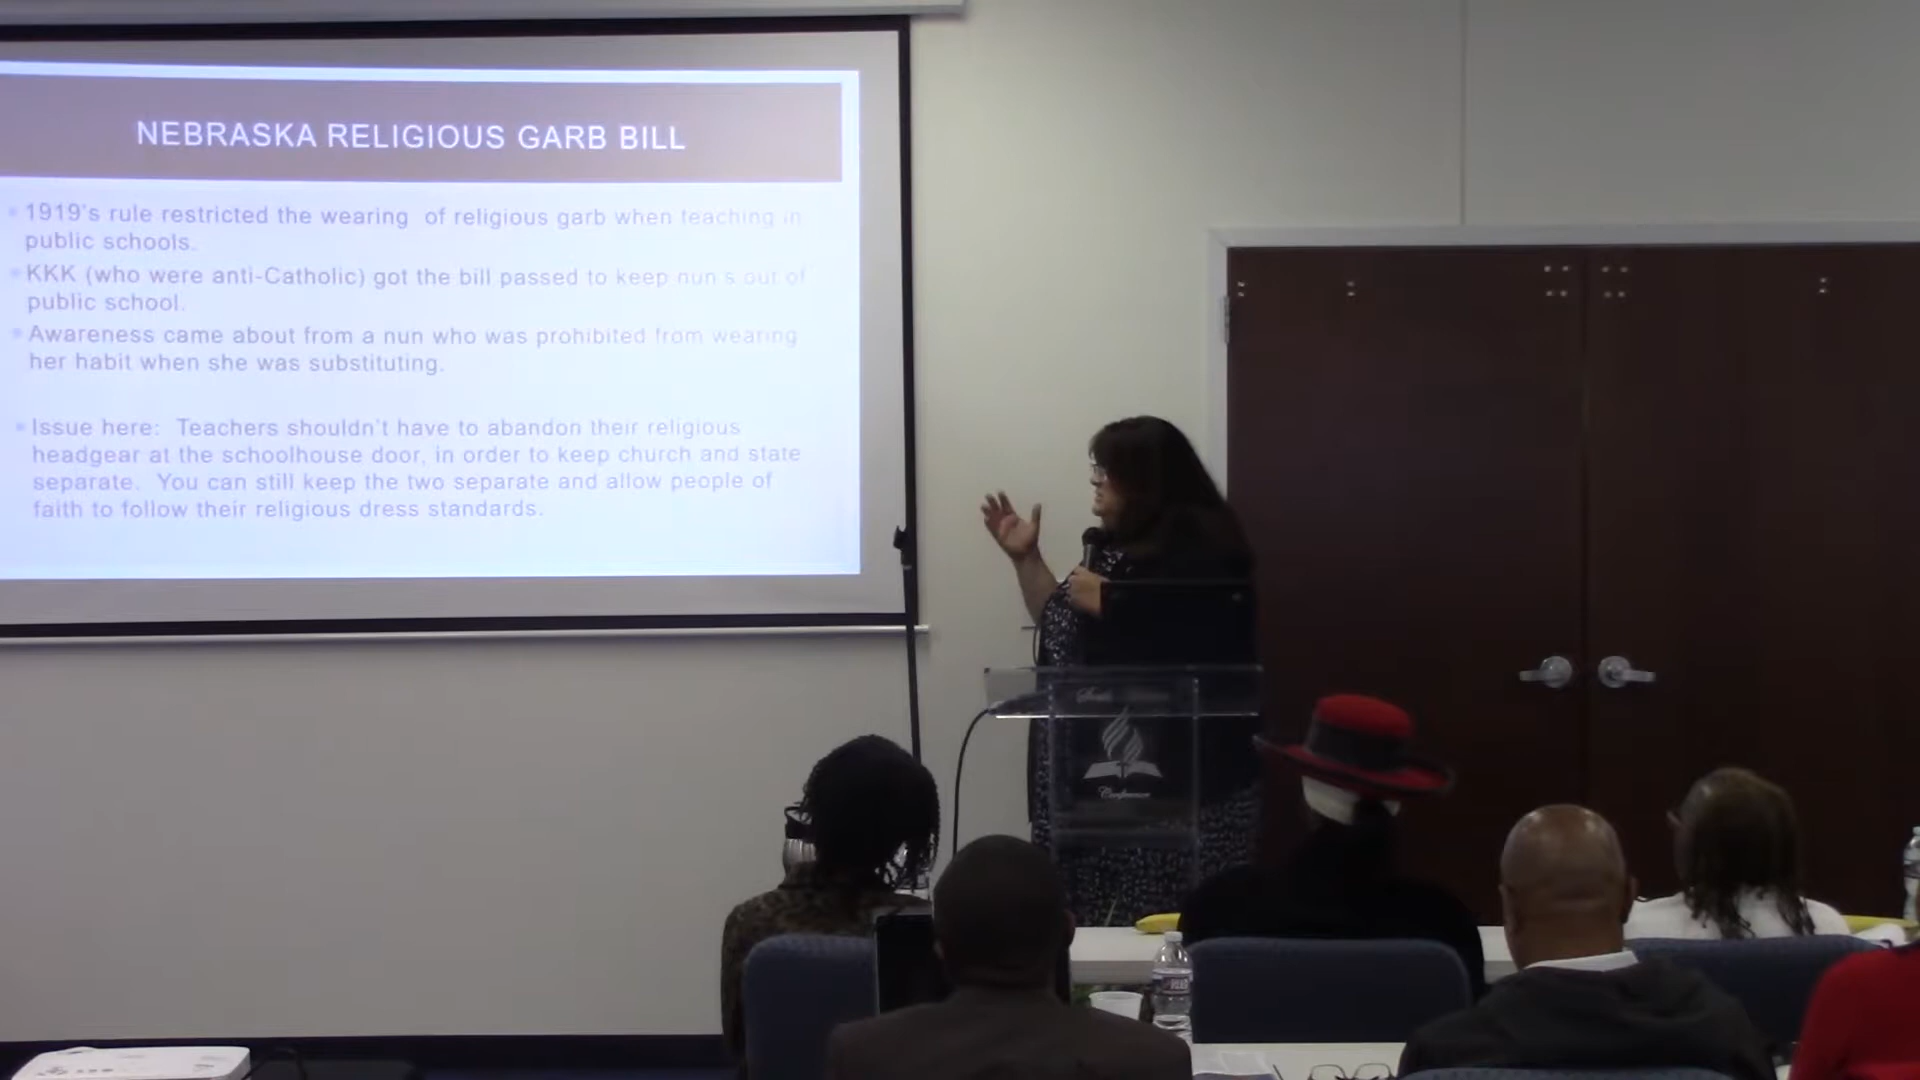 NEBRASKA RELIGIOUS GARB BILL
1919's rule restricted the wearing of religious garb when teaching in
public schools.
KKK (who were anti-Catholic) got the bill passed to keep nun's out of
public school.
Awareness came about from a nun who was prohibited from wearing
her habit when she was substituting.
Issue here: Teachers shouldn't have to abandon their religious
headgear at the schoolhouse door, in order to keep church and state
separate. You can still keep the two separate and allow people of
faith to follow their religious dress standards.
Conference